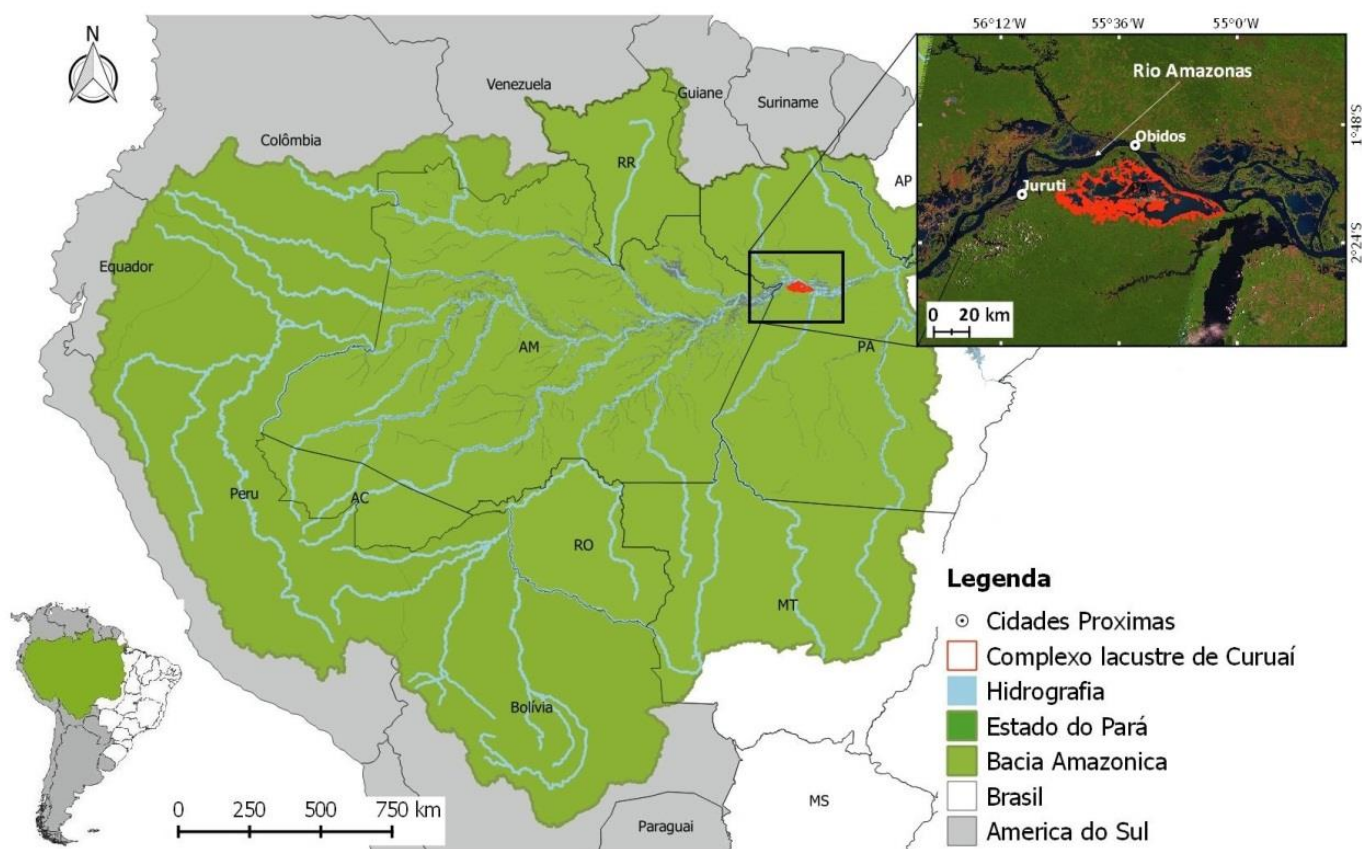 N
Venezuela
Guiane
Suriname
Colômbia
RR
AP
Equador
AM
PA
Peru
AC
RO
MT
Bolívia
MS
Paraguai
0 250 500 750 km
56°12'W 55°36'W 55°0'W
Rio Amazonas
Obidos
Juruti
1°48'S
2°24'S
0 20 km
Legenda
Cidades Proximas
Complexo lacustre de Curuaí
Hidrografia
Estado do Pará
Bacia Amazonica
Brasil
America do Sul